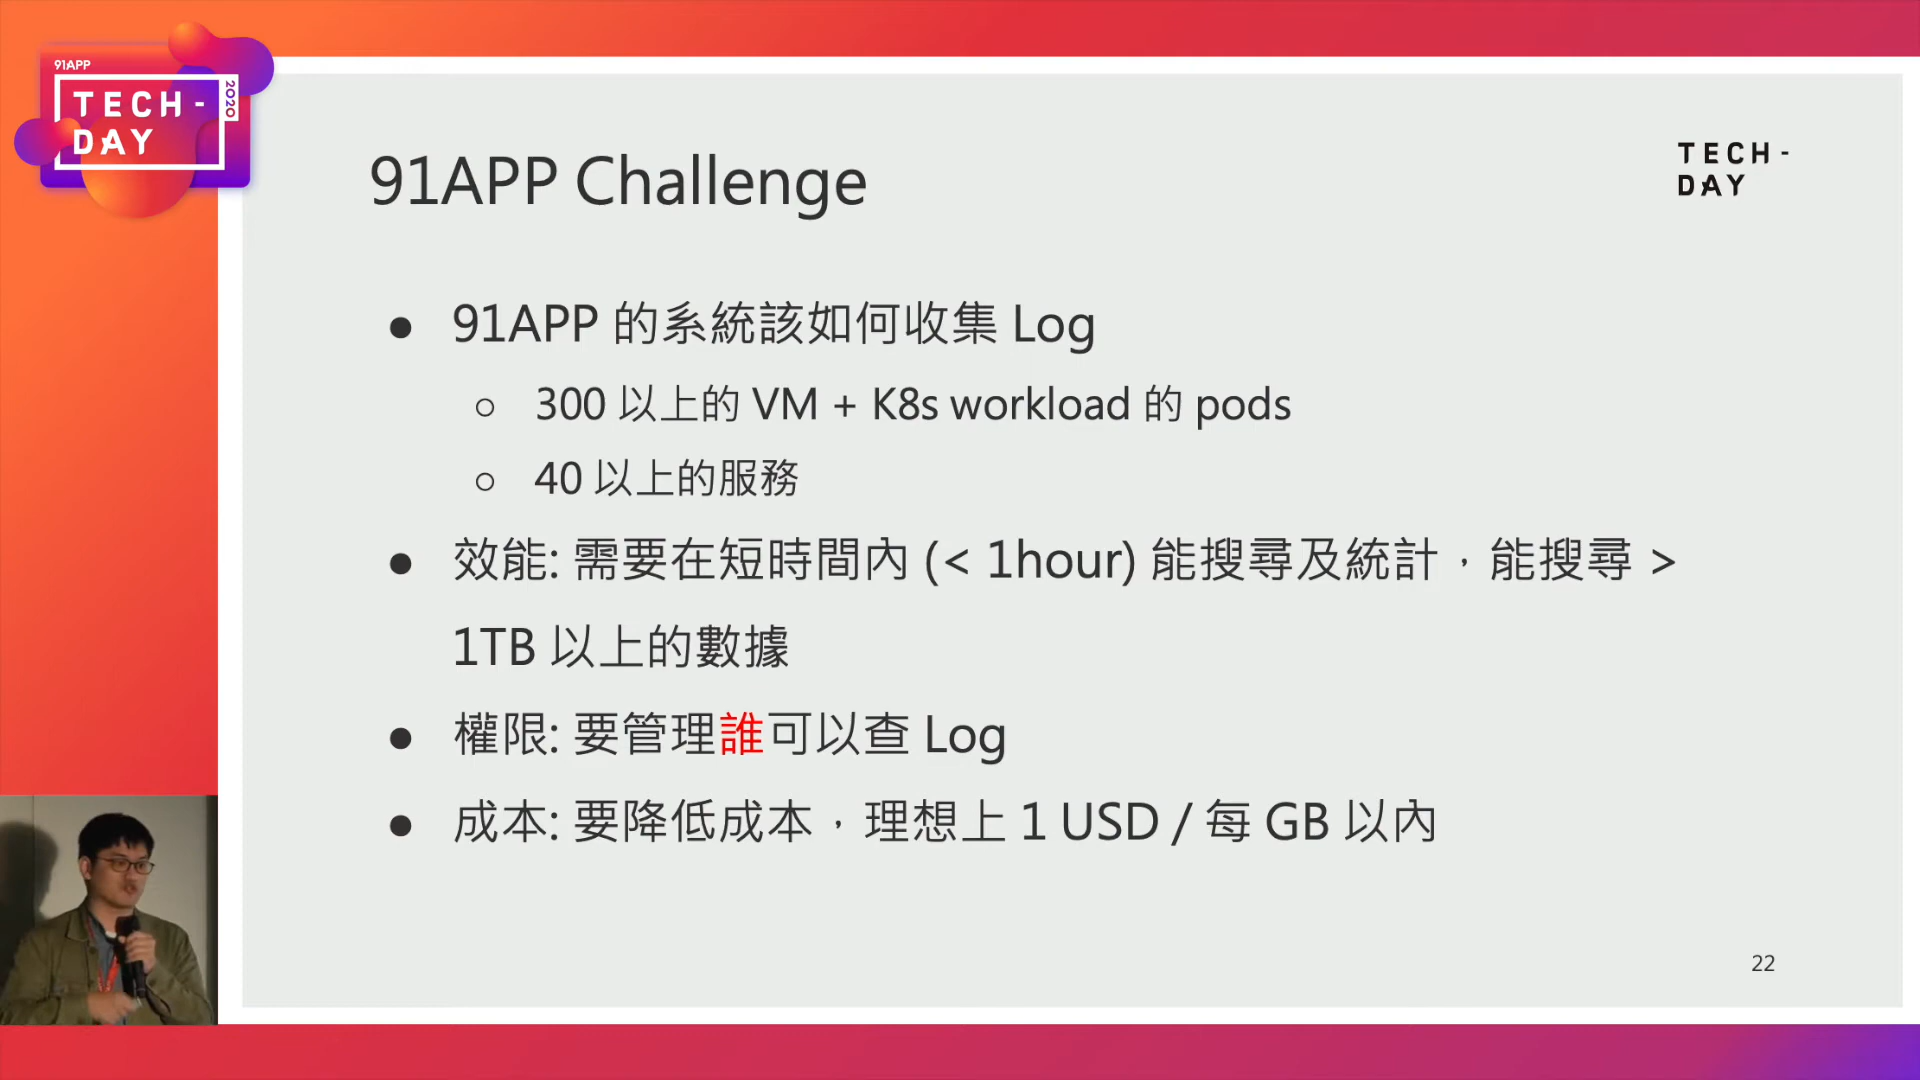 91APP
TECH-
DAY
2020
91APP Challenge
TECH-
DAY
● 91APP 的系統該如何收集 Log
○ 300 以上的 VM + K8s workload 的 pods
○ 40 以上的服務
● 效能: 需要在短時間內 (< 1hour) 能搜尋及統計，能搜尋 >
1TB 以上的數據
● 權限: 要管理誰可以查 Log
● 成本: 要降低成本，理想上 1 USD / 每 GB 以內
22